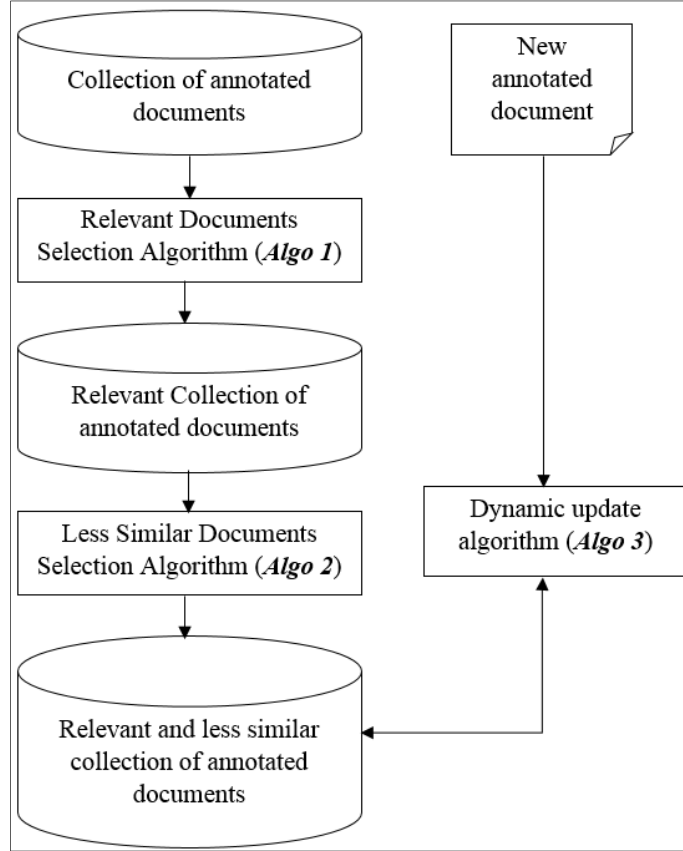 Collection of annotated
documents
New
annotated
document
Relevant Documents
Selection Algorithm (Algo 1)
Relevant Collection of
annotated documents
Less Similar Documents
Selection Algorithm (Algo 2)
Dynamic update
algorithm (Algo 3)
Relevant and less similar
collection of annotated
documents